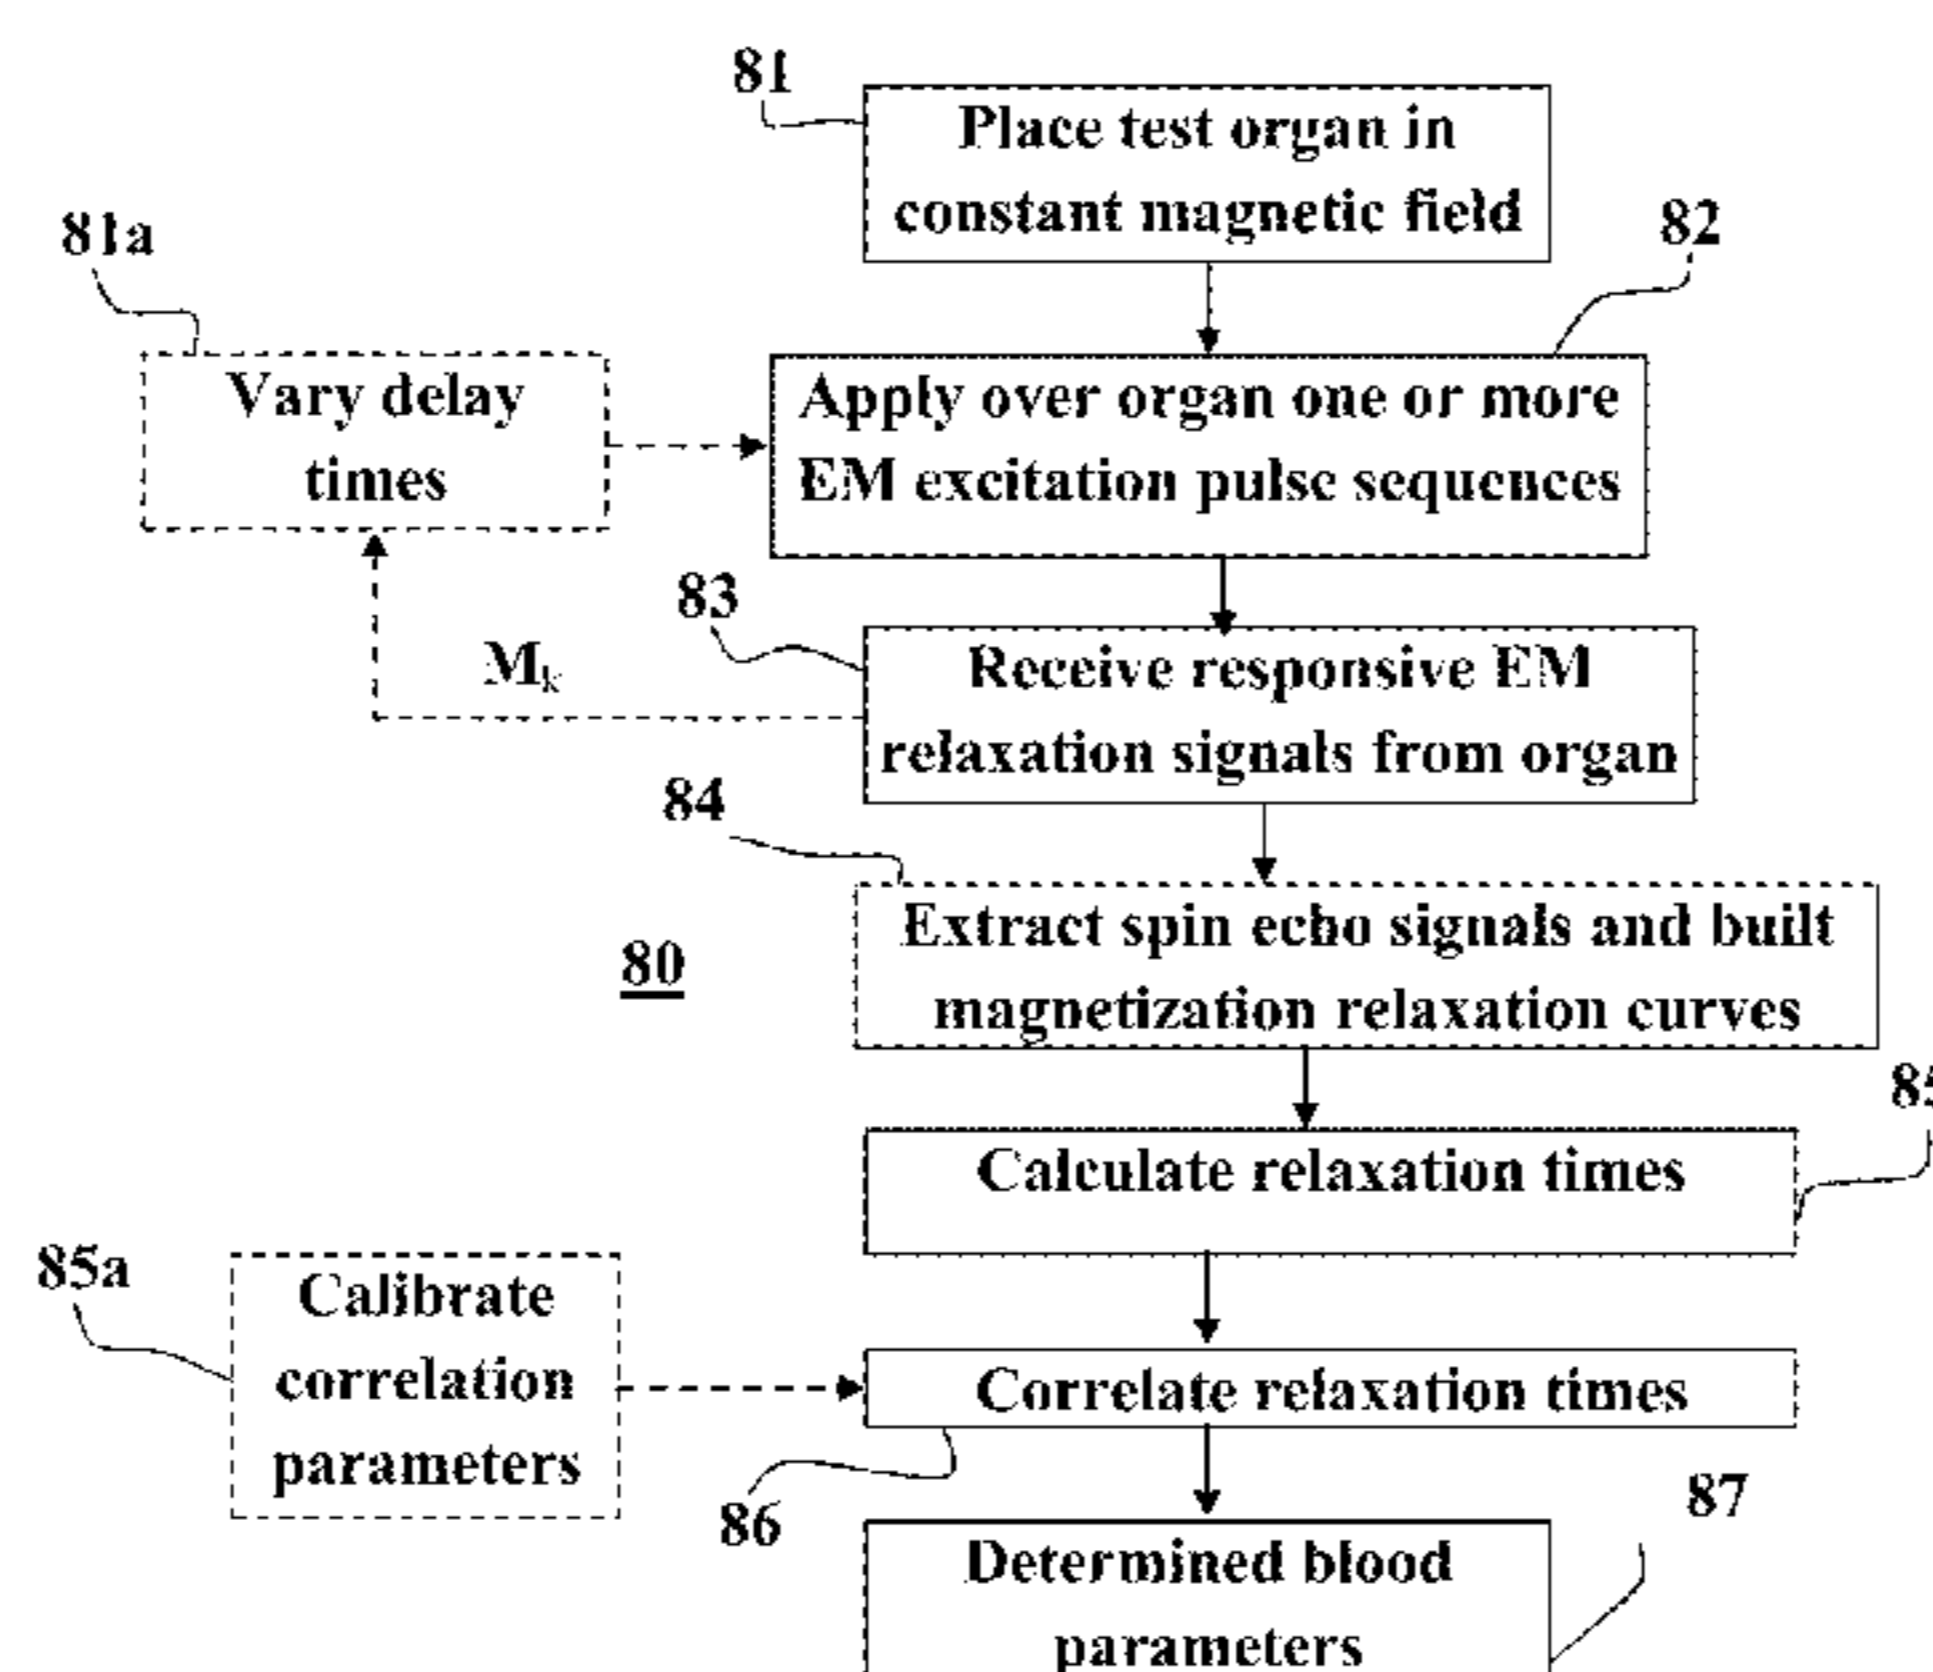 81
Place test organ in
constant magnetic field
81a
82
Vary delay
times
Apply over organ one or more
EM excitation pulse sequences
83
Mk
Receive responsive EM
relaxation signals from organ
84
Extract spin echo signals and built
magnetization relaxation curves
80
Calculate relaxation times
85a
Calibrate
correlation
parameters
Correlate relaxation times
86
87
Determined blood
parameters